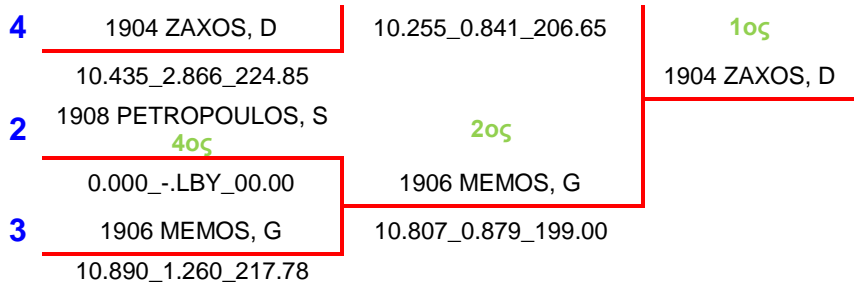 4 1904 ZAXOS, D 10.255_0.841_206.65 1ος
10.435_2.866_224.85 1904 ZAXOS, D
2 1908 PETROPOULOS, S
4ος 2ος
0.000_-.LBY_00.00 1906 MEMOS, G
3 1906 MEMOS, G 10.807_0.879_199.00
10.890_1.260_217.78